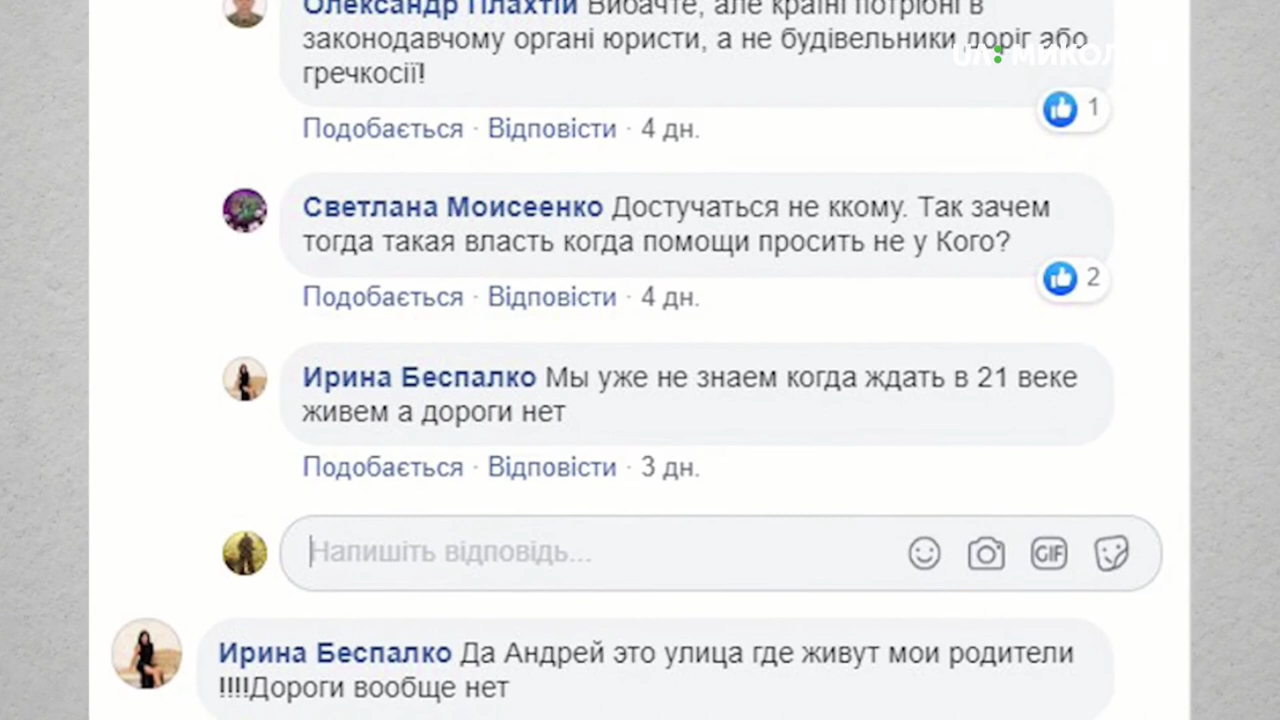 Олександр Плахтій Вибачте, але країні потрібні в
законодавчому органі юристи, а не будівельники доріг або
гречкосії!
UA: МИКОЛ
1
Подобається · Відповісти · 4 дн.
Светлана Моисеенко Достучаться не ккому. Так зачем
тогда такая власть когда помощи просить не у Кого?
2
Подобається · Відповісти · 4 дн.
Ирина Беспалко Мы уже не знаем когда ждать в 21 веке
живем а дороги нет
Подобається · Відповісти · 3 дн.
Напишіть відповідь...
GIF
Ирина Беспалко Да Андрей это улица где живут мои родители
!!!!Дороги вообще нет